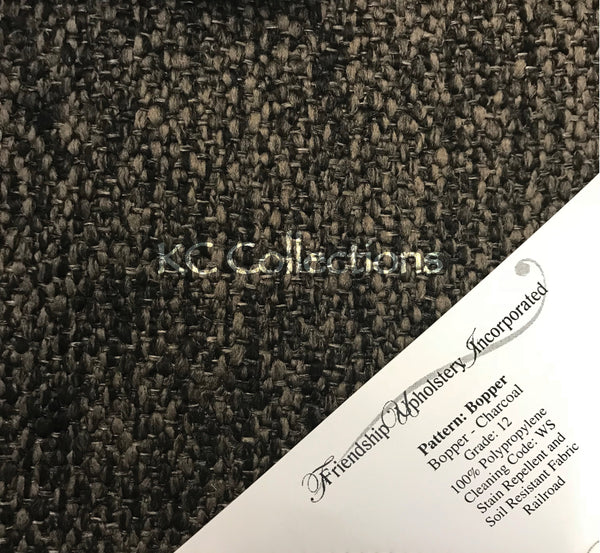 KC Collections
Friendship Upholstery, Incorporated
Pattern: Bopper
Bopper - Charcoal
Grade: 12
100% Polypropylene
Cleaning Code: WS
Stain Repellent and
Soil Resistant Fabric
Railroad